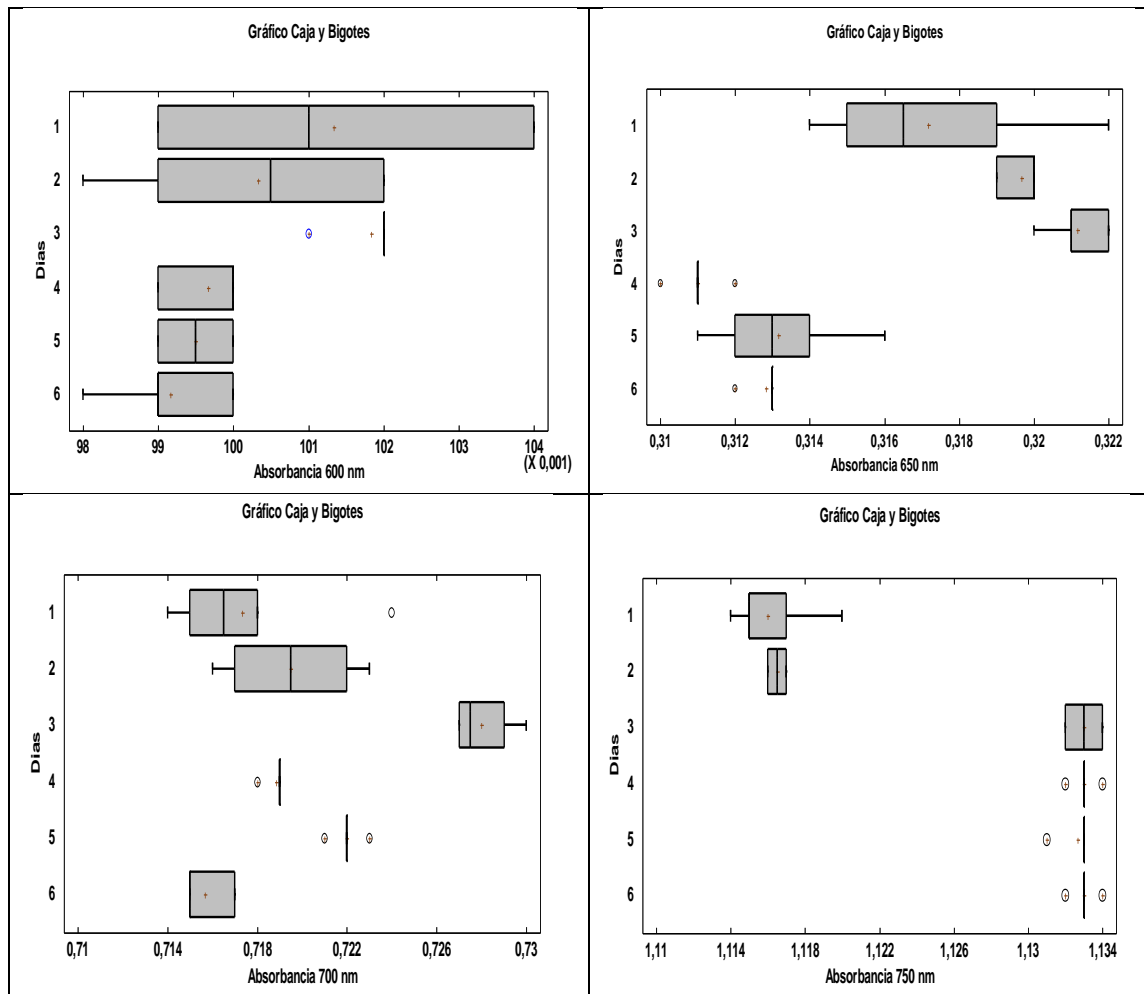 Gráfico Caja y Bigotes
Dias
1
2
3
4
5
6
98 99 100 101 102 103 104
(X 0,001)
Absorbancia 600 nm
Gráfico Caja y Bigotes
Dias
1
2
3
4
5
6
0,31 0,312 0,314 0,316 0,318 0,32 0,322
Absorbancia 650 nm
Gráfico Caja y Bigotes
Dias
1
2
3
4
5
6
0,71 0,714 0,718 0,722 0,726 0,73
Absorbancia 700 nm
Gráfico Caja y Bigotes
Dias
1
2
3
4
5
6
1,11 1,114 1,118 1,122 1,126 1,13 1,134
Absorbancia 750 nm